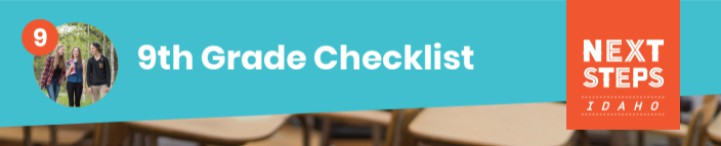 9
9th Grade Checklist
NEXT
STEPS
IDAHO